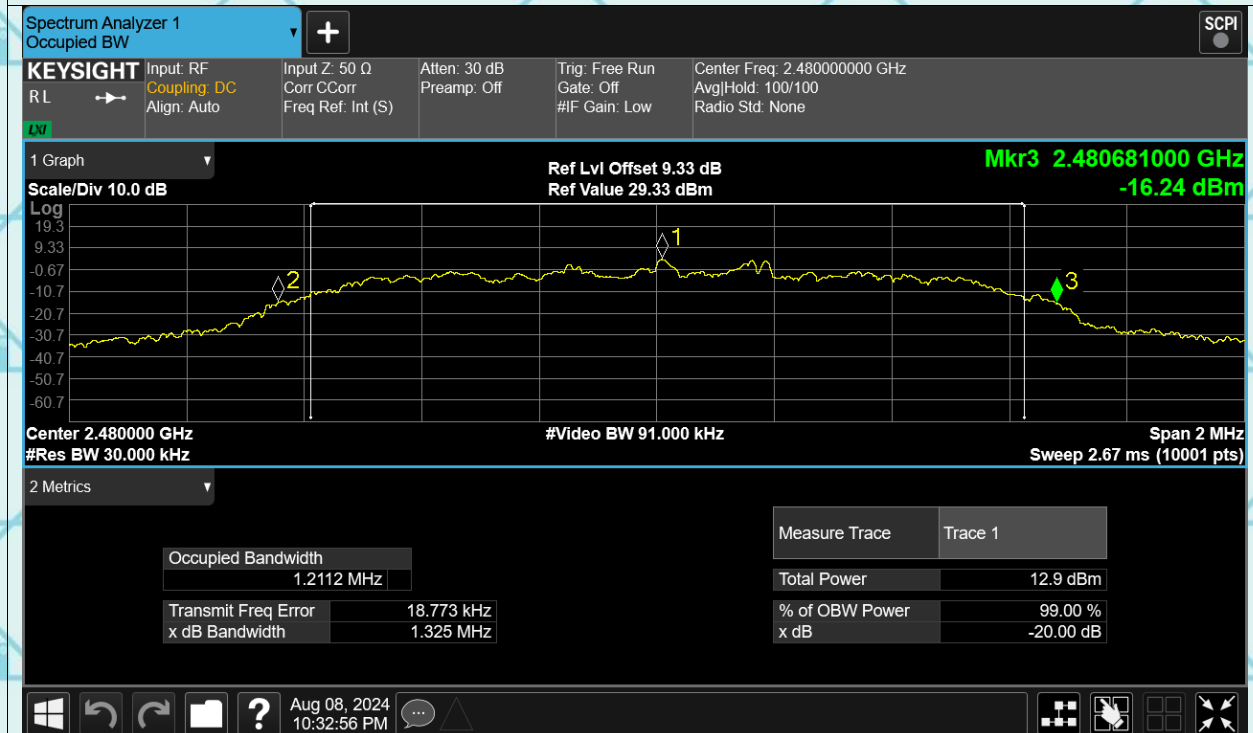 Spectrum Analyzer 1
Occupied BW
+
SCPI
KEYSIGHT
RL
LXI
Input: RF
Coupling: DC
Align: Auto
Input Z: 50 Ω
Corr CCorr
Freq Ref: Int (S)
Atten: 30 dB
Preamp: Off
Trig: Free Run
Gate: Off
#IF Gain: Low
Center Freq: 2.480000000 GHz
Avg|Hold: 100/100
Radio Std: None
1 Graph
Scale/Div 10.0 dB
Ref Lvl Offset 9.33 dB
Ref Value 29.33 dBm
Mkr3 2.480681000 GHz
-16.24 dBm
Log
19.3
9.33
-0.67
-10.7
-20.7
-30.7
-40.7
-50.7
-60.7
2
1
3
Center 2.480000 GHz
#Video BW 91.000 kHz
Span 2 MHz
#Res BW 30.000 kHz
Sweep 2.67 ms (10001 pts)
2 Metrics
Measure Trace Trace 1
Occupied Bandwidth
1.2112 MHz
Total Power 12.9 dBm
Transmit Freq Error 18.773 kHz
% of OBW Power 99.00 %
x dB Bandwidth 1.325 MHz
x dB -20.00 dB
?
Aug 08, 2024
10:32:56 PM